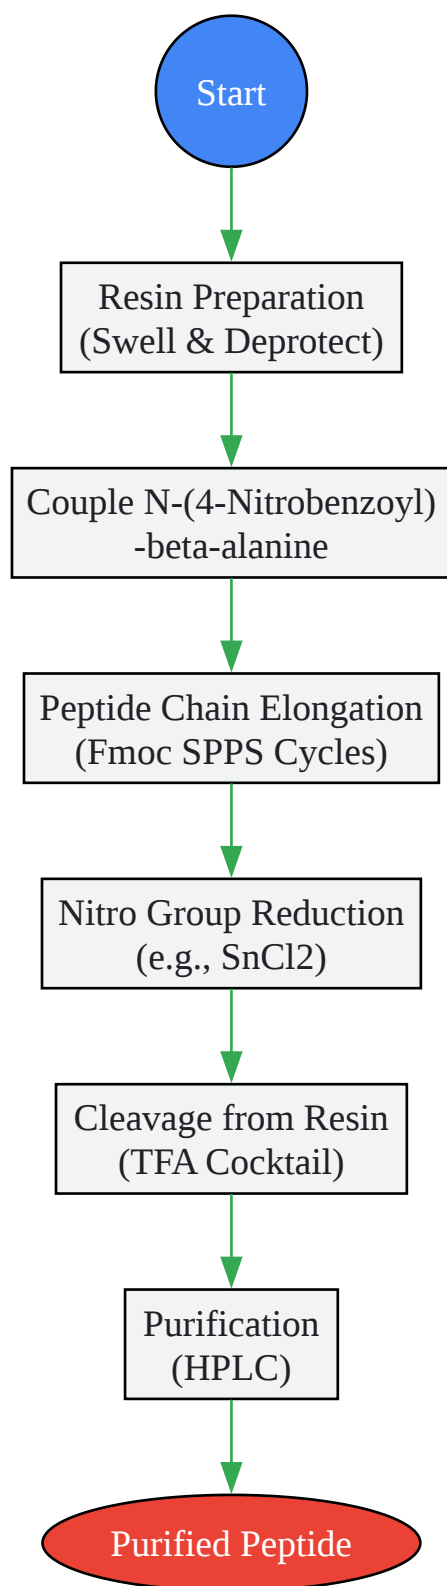 Start
Resin Preparation
(Swell & Deprotect)
Couple N-(4-Nitrobenzoyl)
-beta-alanine
Peptide Chain Elongation
(Fmoc SPPS Cycles)
Nitro Group Reduction
(e.g., SnCl2)
Cleavage from Resin
(TFA Cocktail)
Purification
(HPLC)
Purified Peptide